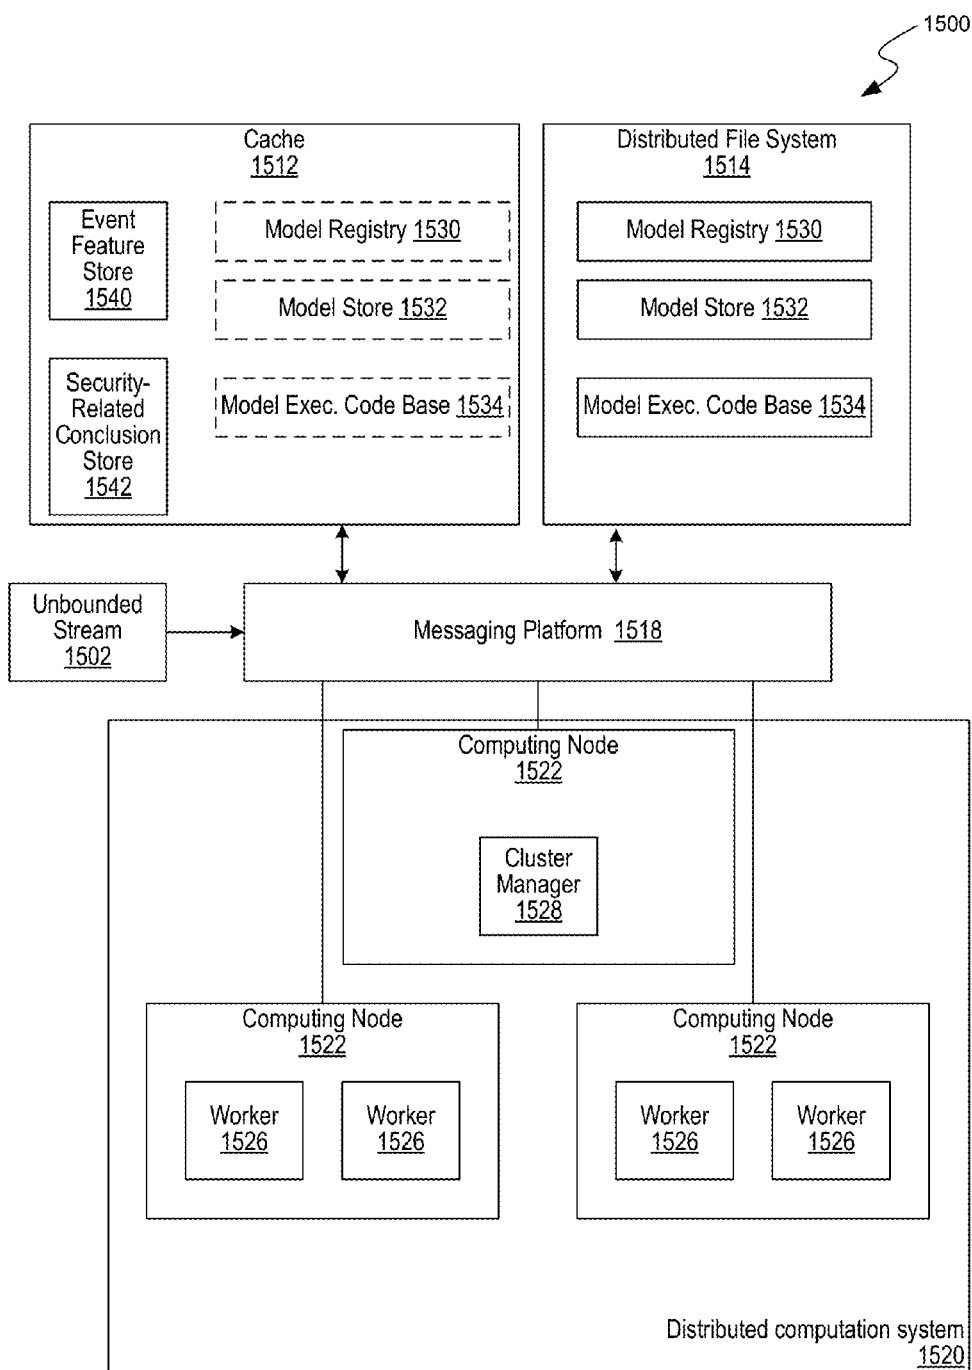 1500
Cache
1512
Event
Feature
Store
1540
Security-
Related
Conclusion
Store
1542
Model Registry 1530
Model Store 1532
Model Exec. Code Base 1534
Distributed File System
1514
Model Registry 1530
Model Store 1532
Model Exec. Code Base 1534
Unbounded
Stream
1502
Messaging Platform 1518
Computing Node
1522
Cluster
Manager
1528
Computing Node
1522
Worker
1526
Worker
1526
Computing Node
1522
Worker
1526
Worker
1526
Distributed computation system
1520